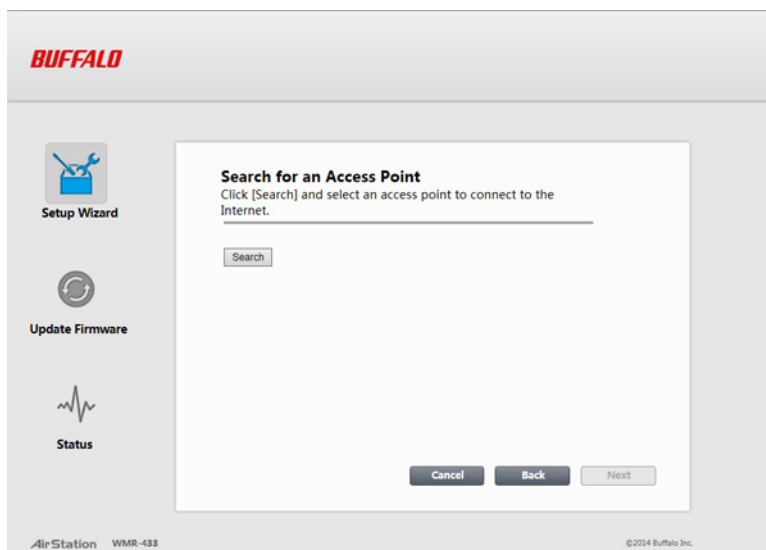 BUFFALO
Setup Wizard
Update Firmware
Status
Search for an Access Point
Click [Search] and select an access point to connect to the
Internet.
Search
Cancel Back Next
AirStation WMR-433
©2014 Buffalo Inc.